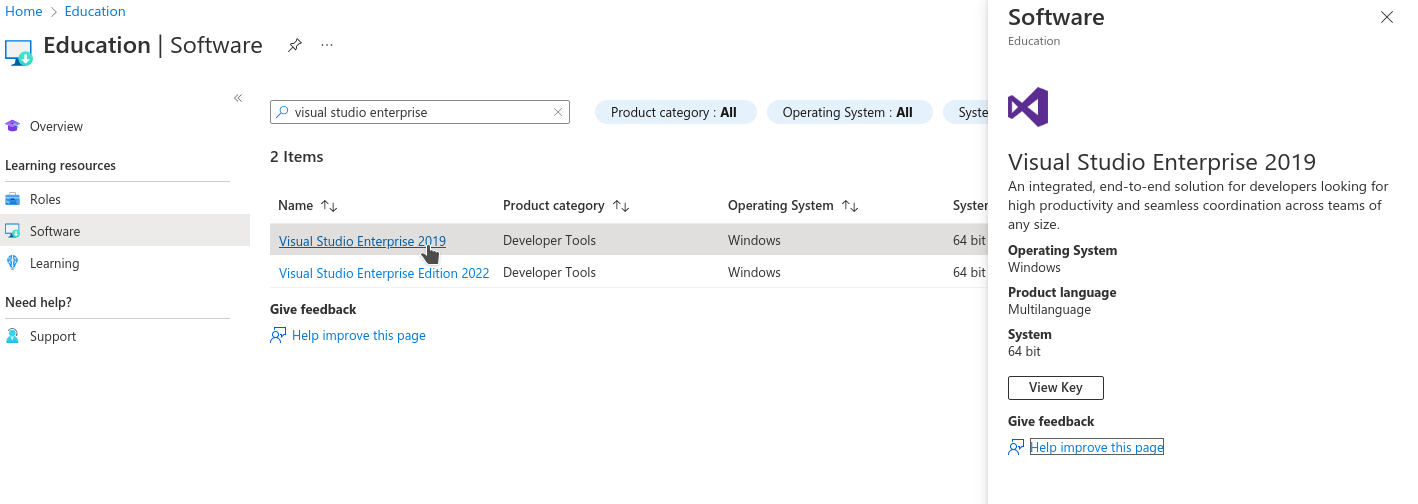 Home > Education
Education | Software
...
«
Overview
Learning resources
Roles
Software
Learning
Need help?
Support
visual studio enterprise
Product category : All
Operating System : All
Syste
2 Items
Name ↑↓ Product category ↑↓ Operating System ↑↓ System
Visual Studio Enterprise 2019 Developer Tools Windows 64 bit
Visual Studio Enterprise Edition 2022 Developer Tools Windows 64 bit
Give feedback
Help improve this page
Software
Education
Visual Studio Enterprise 2019
An integrated, end-to-end solution for developers looking for
high productivity and seamless coordination across teams of
any size.
Operating System
Windows
Product language
Multilanguage
System
64 bit
View Key
Give feedback
Help improve this page